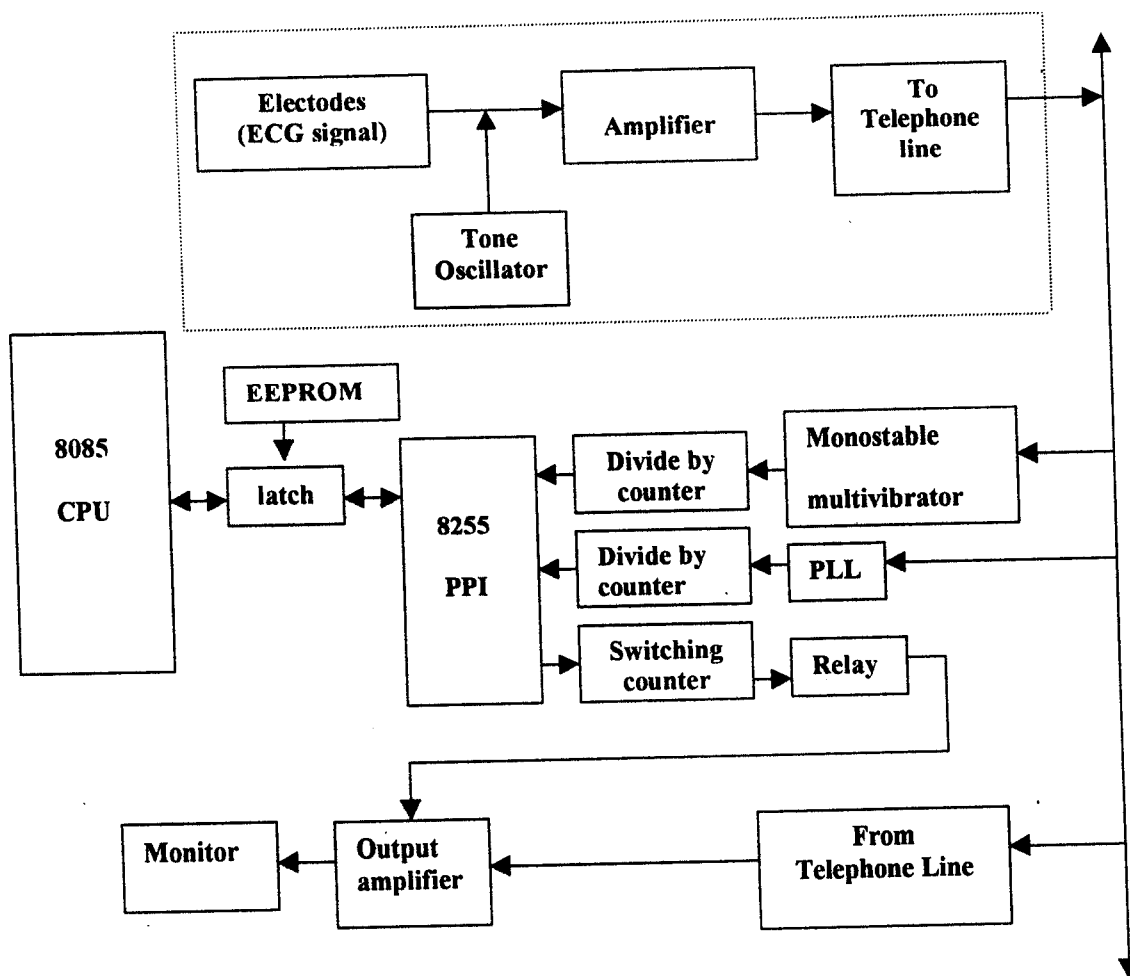 Electodes
(ECG signal)
Amplifier
To
Telephone
line
Tone
Oscillator
8085
CPU
EEPROM
latch
8255
PPI
Divide by
counter
Monostable
multivibrator
Divide by
counter
PLL
Switching
counter
Relay
Monitor
Output
amplifier
From
Telephone Line